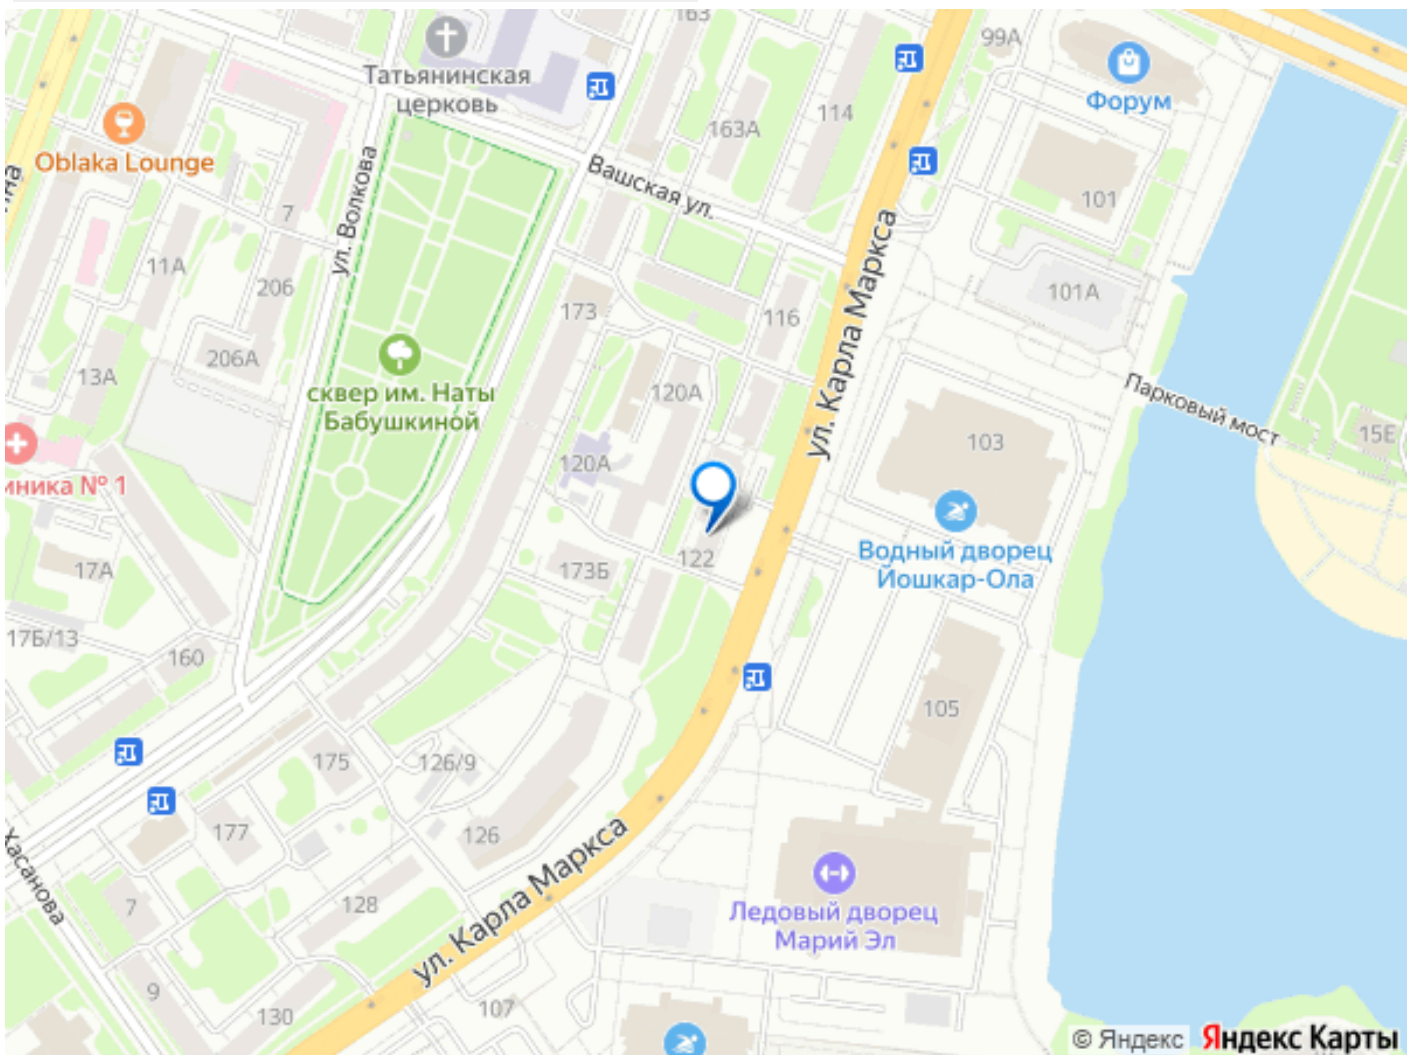 163
99А
Татьянинская
церковь
Форум
114
163А
Oblaka Lounge
Вашская ул.
ул. Волкова
7
101
ул. Карла Маркса
11А
206
101А
173
116
206А
13А
сквер им. Наты
Бабушкиной
120А
Парковый мост
103
15Е
120А
иника № 1
Водный дворец
Йошкар-Ола
122
173Б
17А
17Б/13
160
105
175
126/9
177
126
ул. Карла Маркса
Хасанова
7
128
Ледовый дворец
Марий Эл
9
130
107
© Яндекс Яндекс Карты